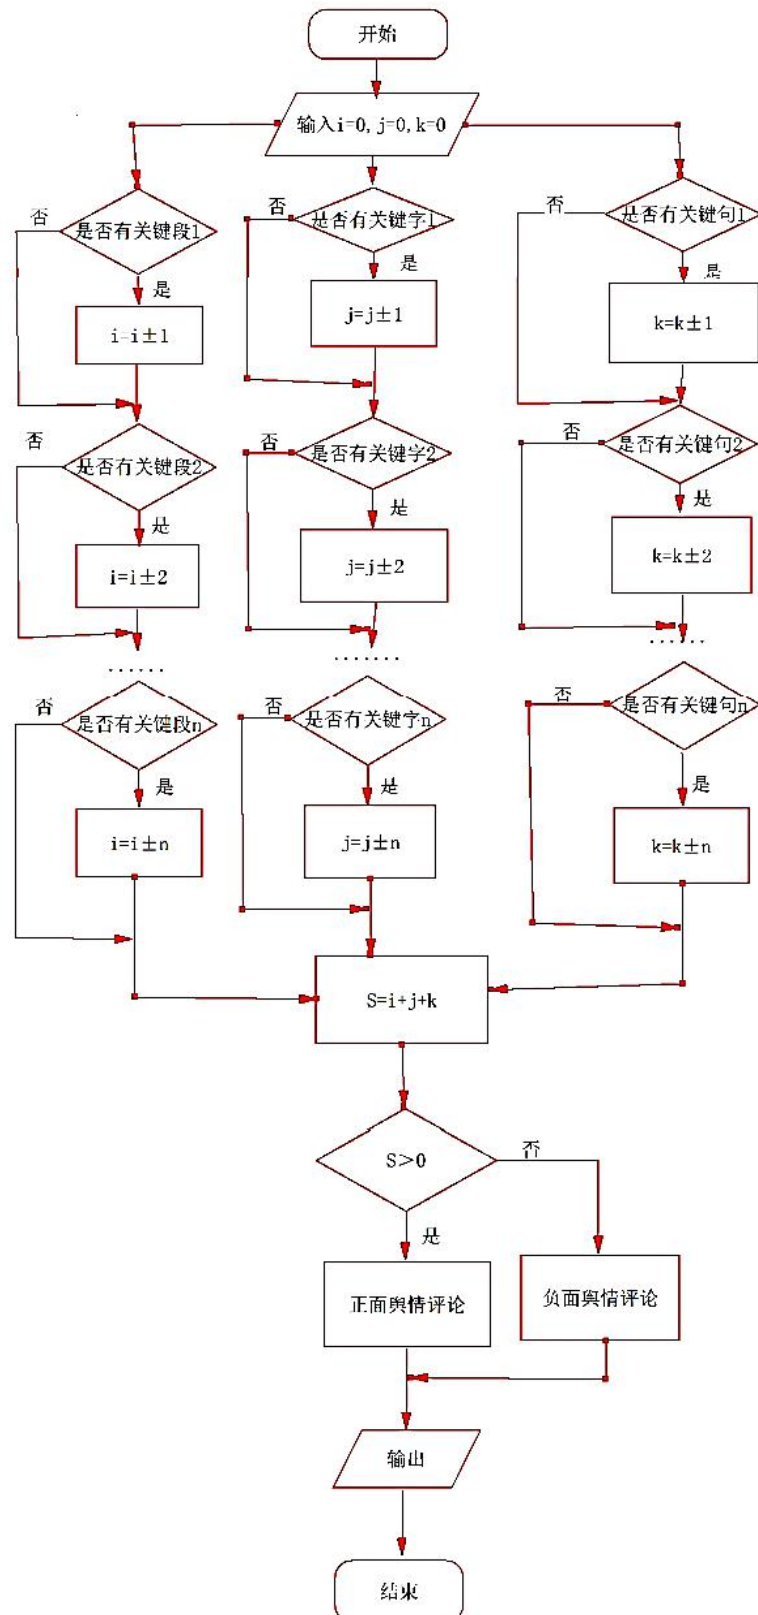 开始
输入i=0,j=0,k=0
否
是否有关键段1
是
i=i±1
否
是否有关键段2
是
i=i±2
......
否
是否有关键段n
是
i=i±n
否
是否有关键字1
是
j=j±1
否
是否有关键字2
是
j=j±2
.......
否
是否有关键字n
是
j=j±n
否
是否有关键句1
是
k=k±1
否
是否有关键句2
是
k=k±2
......
否
是否有关键句n
是
k=k±n
S=i+j+k
S>0
否
是
正面舆情评论
负面舆情评论
输出
结束